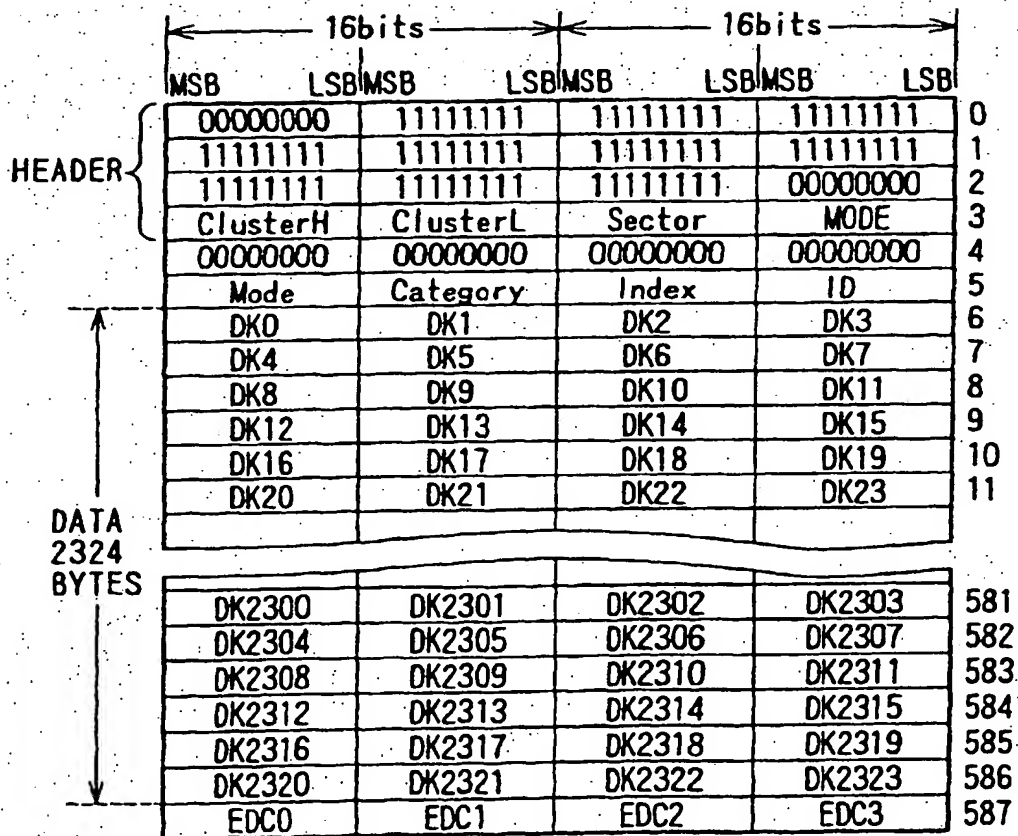 16bits 16bits
MSB LSB MSB LSB MSB LSB MSB LSB
00000000 11111111 11111111 11111111 0
11111111 11111111 11111111 11111111 1
HEADER
11111111 11111111 11111111 00000000 2
ClusterH ClusterL Sector MODE 3
00000000 00000000 00000000 00000000 4
Mode Category Index ID 5
DK0 DK1 DK2 DK3 6
DK4 DK5 DK6 DK7 7
DK8 DK9 DK10 DK11 8
DK12 DK13 DK14 DK15 9
DK16 DK17 DK18 DK19 10
DK20 DK21 DK22 DK23 11
DATA
2324
BYTES
DK2300 DK2301 DK2302 DK2303 581
DK2304 DK2305 DK2306 DK2307 582
DK2308 DK2309 DK2310 DK2311 583
DK2312 DK2313 DK2314 DK2315 584
DK2316 DK2317 DK2318 DK2319 585
DK2320 DK2321 DK2322 DK2323 586
EDC0 EDC1 EDC2 EDC3 587